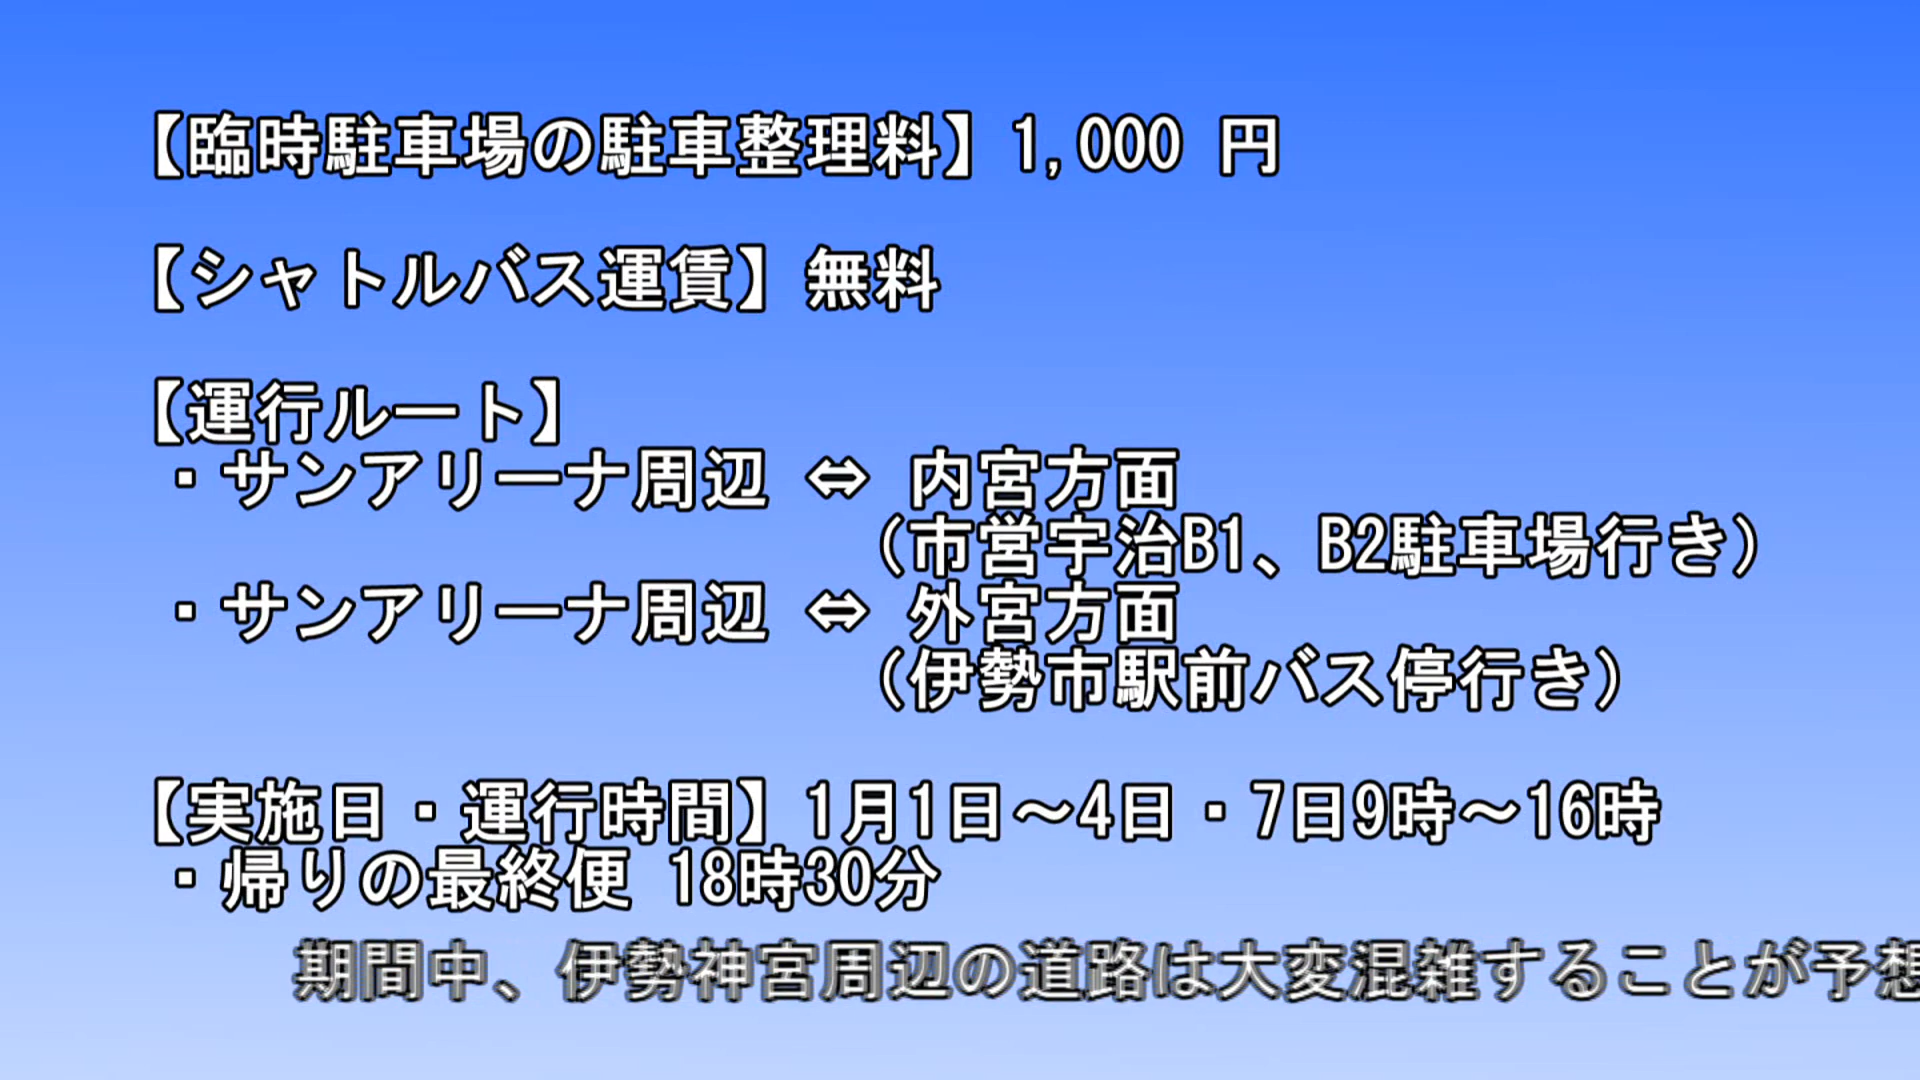 【臨時駐車場の駐車整理料】1,000 円
【シャトルバス運賃】無料
【運行ルート】
・サンアリーナ周辺 ⇔ 内宮方面
(市営宇治B1、B2駐車場行き)
・サンアリーナ周辺 ⇔ 外宮方面
(伊勢市駅前バス停行き)
【実施日・運行時間】1月1日～4日・7日9時～16時
・帰りの最終便 18時30分
期間中、伊勢神宮周辺の道路は大変混雑することが予想